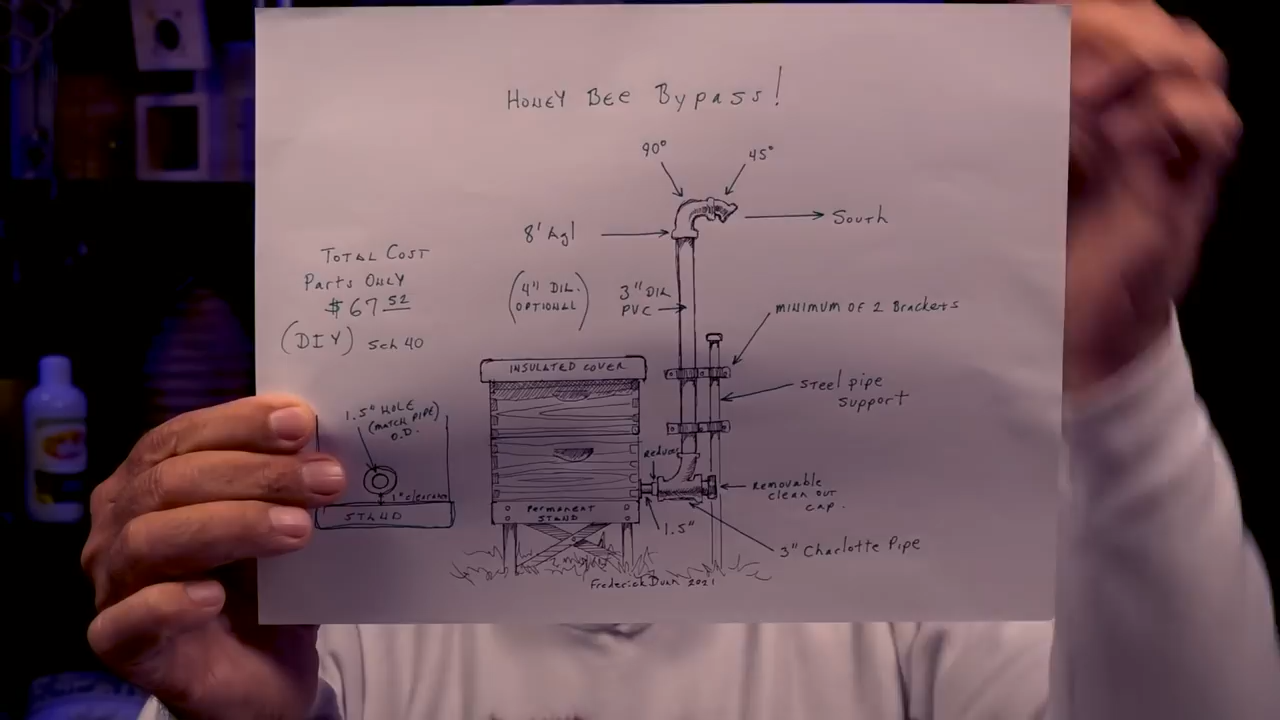 HONEY BEE BYPASS!
90°
45°
SOUTH
8' Agl
TOTAL COST
Parts ONLY
$67.52
(DIY) Sch 40
(4" DIA. OPTIONAL)
3" DIA.
PVC
MINIMUM OF 2 Brackets
INSULATED COVER
STEEL pipe
support
1.5" HOLE
(MATCH PIPE)
O.D.
Reducer
1" clearance
STAND
Removable
clean out
cap.
PERMANENT
STAND
1.5"
3" Charlotte Pipe
Frederick Dunn 2021